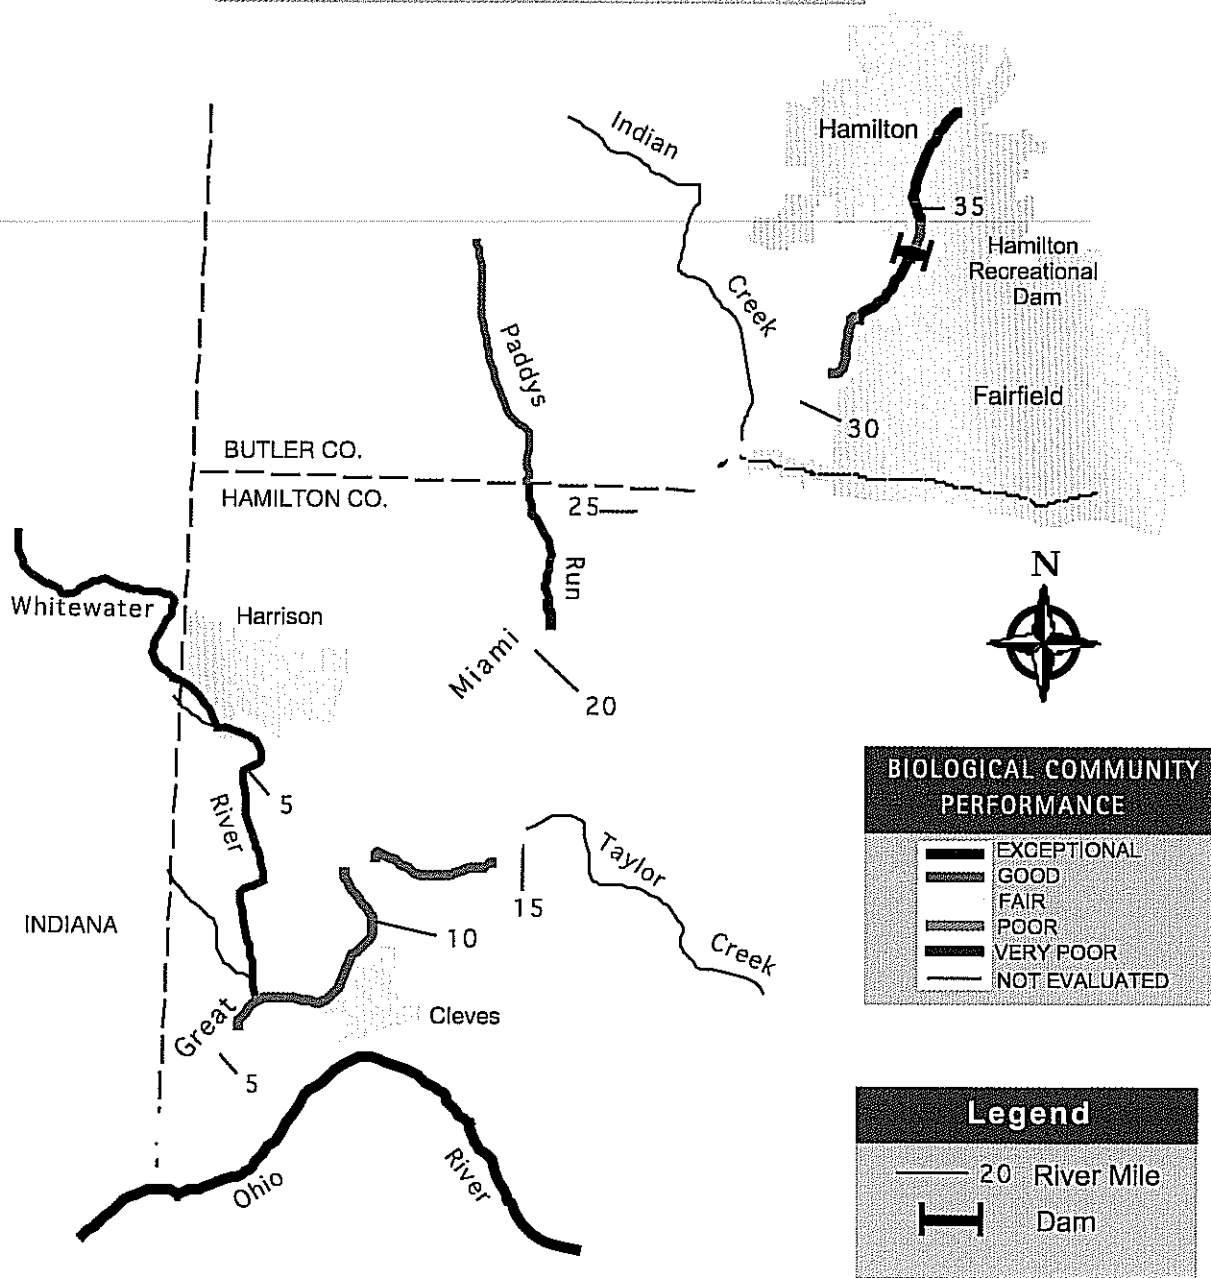 Indian
Hamilton
35
Hamilton
Recreational
Dam
Creek
Paddys
Fairfield
30
BUTLER CO.
HAMILTON CO.
25
Run
N
Whitewater
Harrison
Miami
20
BIOLOGICAL COMMUNITY
PERFORMANCE
EXCEPTIONAL
GOOD
FAIR
POOR
VERY POOR
NOT EVALUATED
5
River
Taylor
15
INDIANA
10
Creek
Great
Cleves
5
Ohio
River
Legend
20 River Mile
Dam